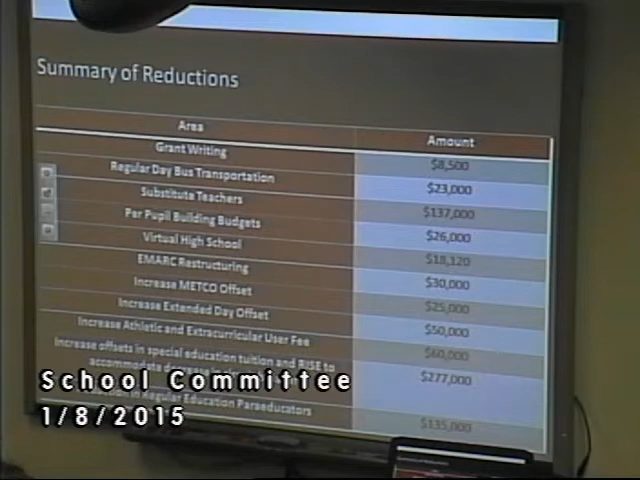 Summary of Reductions
Area Amount
Grant Writing $8,500
Regular Day Bus Transportation $23,000
Substitute Teachers $137,000
Per Pupil Building Budgets $26,000
Virtual High School $18,120
EMARC Restructuring $30,000
Increase METCO Offset $25,000
Increase Extended Day Offset $50,000
Increase Athletic and Extracurricular User Fee $60,000
Increase offsets in special education tuition and RISE to
accommodate decrease in $277,000
in Regular Education Paraeducators $135,000
School Committee
1/8/2015